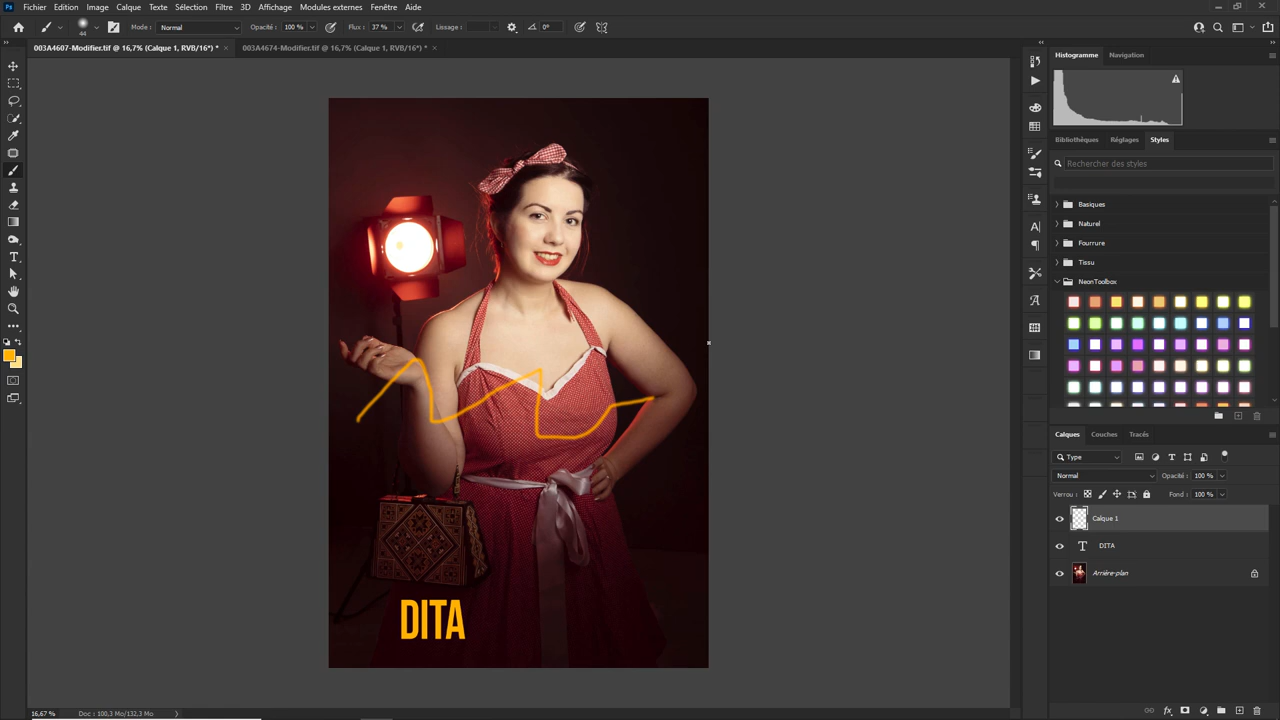 Ps Fichier Edition Image Calque Texte Sélection Filtre 3D Affichage Modules externes Fenêtre Aide
44 Mode : Normal Opacité : 100 % Flux : 37 % Lissage : 0°
003A4607-Modifier.tif @ 16,7% (Calque 1, RVB/16*) * × 003A4674-Modifier.tif @ 16,7% (Calque 1, RVB/16*) * ×
Histogramme Navigation
Bibliothèques Réglages Styles
Rechercher des styles
Basiques
Naturel
Fourrure
Tissu
NeonToolbox
Calques Couches Tracés
Type
Normal Opacité : 100 %
Verrou : Fond : 100 %
Calque 1
T DITA
Arrière-plan
DITA
16,67 % Doc : 100,3 Mo/132,3 Mo